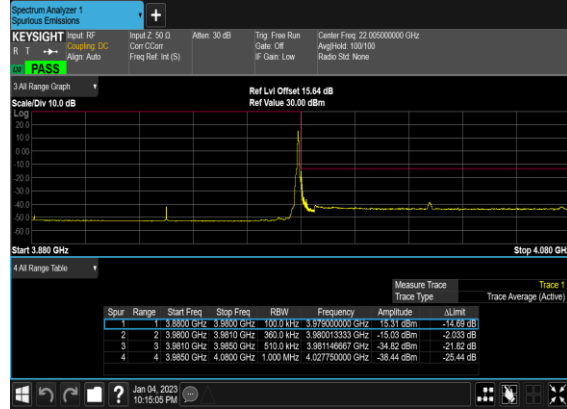 Spectrum Analyzer 1
Spurious Emissions
KEYSIGHT Input: RF Input Z: 50 Ω Atten: 30 dB Trig: Free Run Center Freq: 22.005000000 GHz
R T Coupling: DC Corr CCorr Gate: Off Avg|Hold: 100/100
Align: Auto Freq Ref: Int (S) IF Gain: Low Radio Std: None
PASS
3 All Range Graph
Ref Lvl Offset 15.64 dB
Scale/Div 10.0 dB Ref Value 30.00 dBm
Log
20.0
10.0
0.00
-10.0
-20.0
-30.0
-40.0
-50.0
-60.0
Start 3.880 GHz Stop 4.080 GH
4 All Range Table
Measure Trace Trace 1
Trace Type Trace Average (Active)
Spur Range Start Freq Stop Freq RBW Frequency Amplitude ΔLimit
1 1 3.8800 GHz 3.9800 GHz 100.0 kHz 3.979000000 GHz 15.31 dBm -14.69 dB
2 2 3.9800 GHz 3.9810 GHz 360.0 kHz 3.980013333 GHz -15.03 dBm -2.033 dB
3 3 3.9810 GHz 3.9850 GHz 510.0 kHz 3.981146667 GHz -34.82 dBm -21.82 dB
4 4 3.9850 GHz 4.0800 GHz 1.000 MHz 4.027750000 GHz -38.44 dBm -25.44 dB
? Jan 04, 2023
10:15:05 PM